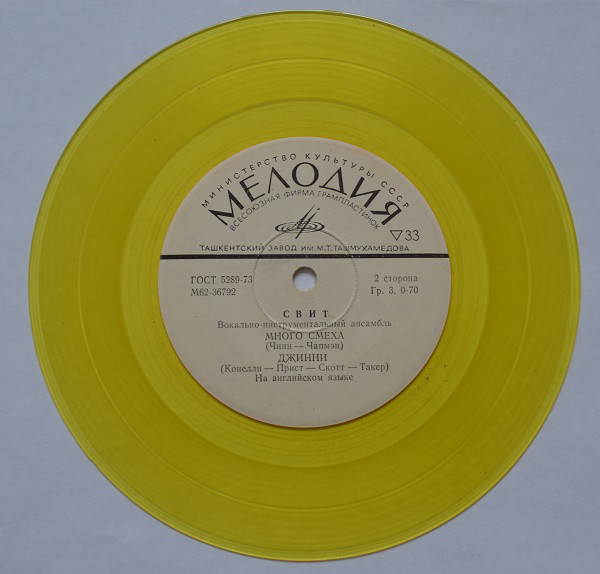 МИНИСТЕРСТВО КУЛЬТУРЫ СССР
МЕЛОДИЯ
ВСЕСОЮЗНАЯ ФИРМА ГРАМПЛАСТИНОК
▽33
ТАШКЕНТСКИЙ ЗАВОД ИМ. М.Т. ТАШМУХАМЕДОВА
ГОСТ 5289-73 2 сторона
М62-36792 Гр. 3. 0-70
СВИТ
Вокально-инструментальный ансамбль
МНОГО СМЕХА
(Чинн — Чапмэн)
ДЖИННИ
(Конелли — Прист — Скотт — Такер)
На английском языке